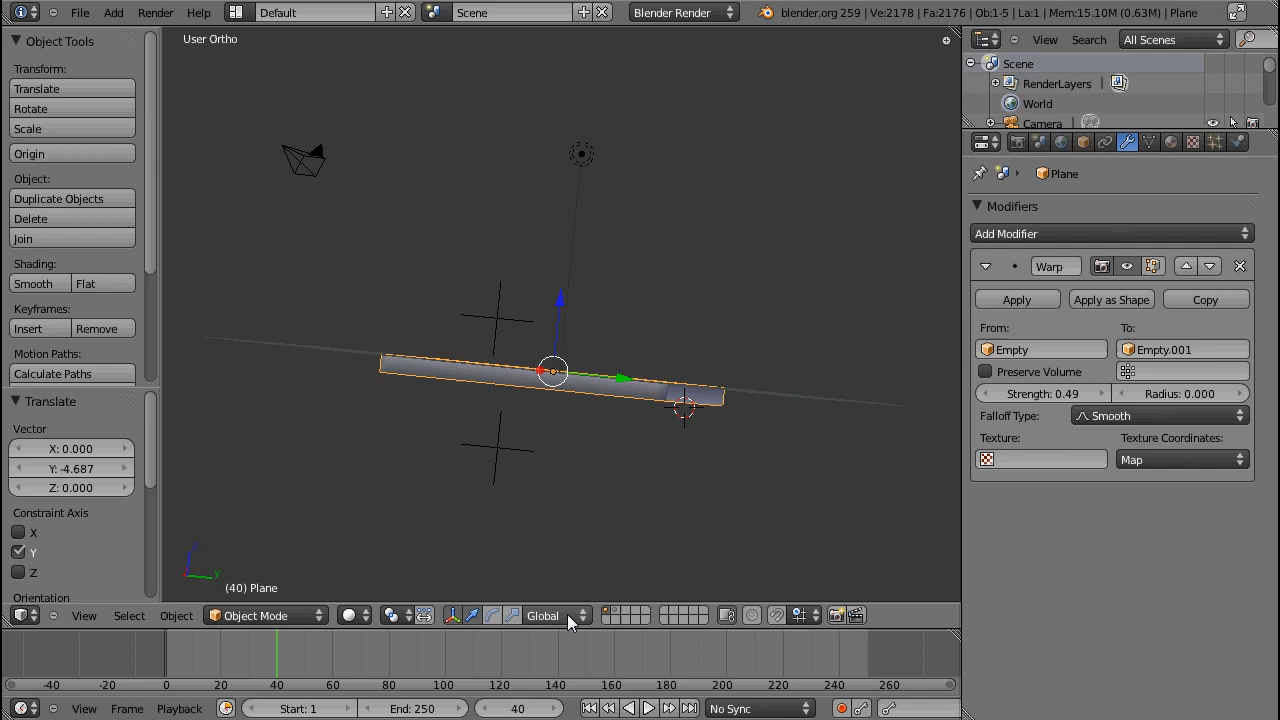 File Add Render Help Default Scene Blender Render blender.org 259 | Ve:2178 | Fa:2176 | Ob:1-5 | La:1 | Mem:15.10M (0.63M) | Plane
Object Tools
Transform:
Translate
Rotate
Scale
Origin
Object:
Duplicate Objects
Delete
Join
Shading:
Smooth Flat
Keyframes:
Insert Remove
Motion Paths:
Calculate Paths
Translate
Vector
X: 0.000
Y: -4.687
Z: 0.000
Constraint Axis
X
Y
Z
Orientation
User Ortho
y
(40) Plane
View Select Object Object Mode Global
-40 -20 0 20 40 60 80 100 120 140 160 180 200 220 240 260
View Frame Playback Start: 1 End: 250 40 No Sync
View Search All Scenes
Scene
RenderLayers |
World
Camera |
Plane
Modifiers
Add Modifier
Warp
Apply Apply as Shape Copy
From: To:
Empty Empty.001
Preserve Volume
Strength: 0.49 Radius: 0.000
Falloff Type: Smooth
Texture: Texture Coordinates:
Map